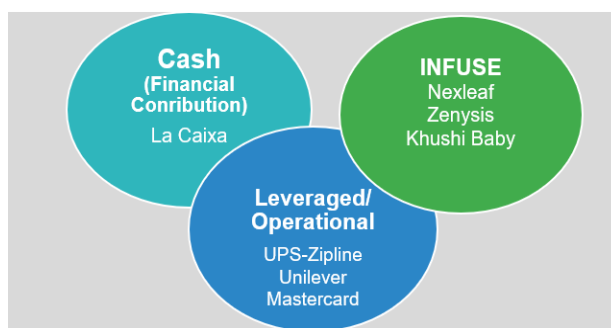 Cash
(Financial
Conribution)
La Caixa
INFUSE
Nexleaf
Zenysis
Khushi Baby
Leveraged/
Operational
UPS-Zipline
Unilever
Mastercard